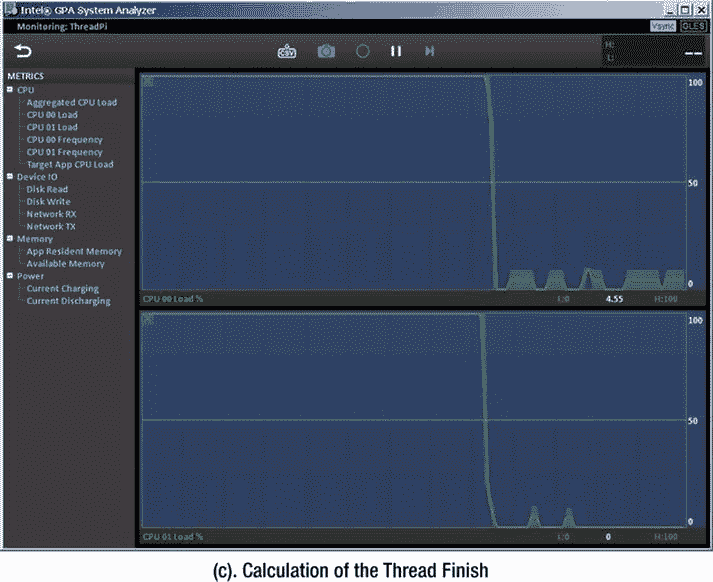 Intel® GPA System Analyzer
Monitoring: ThreadPi
Vsync GLES
CSV
H:
L:
--
METRICS
CPU
Aggregated CPU Load
CPU 00 Load
CPU 01 Load
CPU 00 Frequency
CPU 01 Frequency
Target App CPU Load
Device IO
Disk Read
Disk Write
Network RX
Network TX
Memory
App Resident Memory
Available Memory
Power
Current Charging
Current Discharging
100
50
0
CPU 00 Load % L:0 4.55 H:100
100
50
0
CPU 01 Load % L:0 0 H:100
(c). Calculation of the Thread Finish